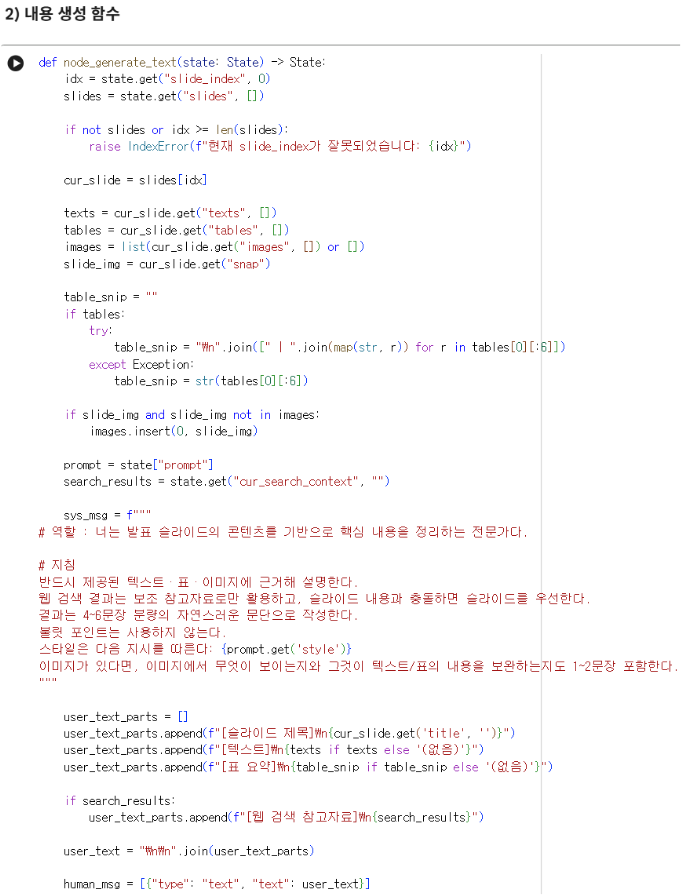 2) 내용 생성 함수
def node_generate_text(state: State) -> State:
    idx = state.get("slide_index", 0)
    slides = state.get("slides", [])
    if not slides or idx >= len(slides):
        raise IndexError(f"현재 slide_index가 잘못되었습니다: {idx}")
    cur_slide = slides[idx]
    texts = cur_slide.get("texts", [])
    tables = cur_slide.get("tables", [])
    images = list(cur_slide.get("images", []) or [])
    slide_img = cur_slide.get("snap")
    table_snip = ""
    if tables:
        try:
            table_snip = "₩n".join([" | ".join(map(str, r)) for r in tables[0][:6]])
        except Exception:
            table_snip = str(tables[0][:6])
    if slide_img and slide_img not in images:
        images.insert(0, slide_img)
    prompt = state["prompt"]
    search_results = state.get("cur_search_context", "")
    sys_msg = f"""
# 역할 : 너는 발표 슬라이드의 콘텐츠를 기반으로 핵심 내용을 정리하는 전문가다.
# 지침
반드시 제공된 텍스트·표·이미지에 근거해 설명한다.
웹 검색 결과는 보조 참고자료로만 활용하고, 슬라이드 내용과 충돌하면 슬라이드를 우선한다.
결과는 4~6문장 분량의 자연스러운 문단으로 작성한다.
불릿 포인트는 사용하지 않는다.
스타일은 다음 지시를 따른다: {prompt.get('style')}
이미지가 있다면, 이미지에서 무엇이 보이는지와 그것이 텍스트/표의 내용을 보완하는지도 1~2문장 포함한다.
"""
    user_text_parts = []
    user_text_parts.append(f"[슬라이드 제목]₩n{cur_slide.get('title', '')}")
    user_text_parts.append(f"[텍스트]₩n{texts if texts else '(없음)'}")
    user_text_parts.append(f"[표 요약]₩n{table_snip if table_snip else '(없음)'}")
    if search_results:
        user_text_parts.append(f"[웹 검색 참고자료]₩n{search_results}")
    user_text = "₩n₩n".join(user_text_parts)
    human_msg = [{"type": "text", "text": user_text}]